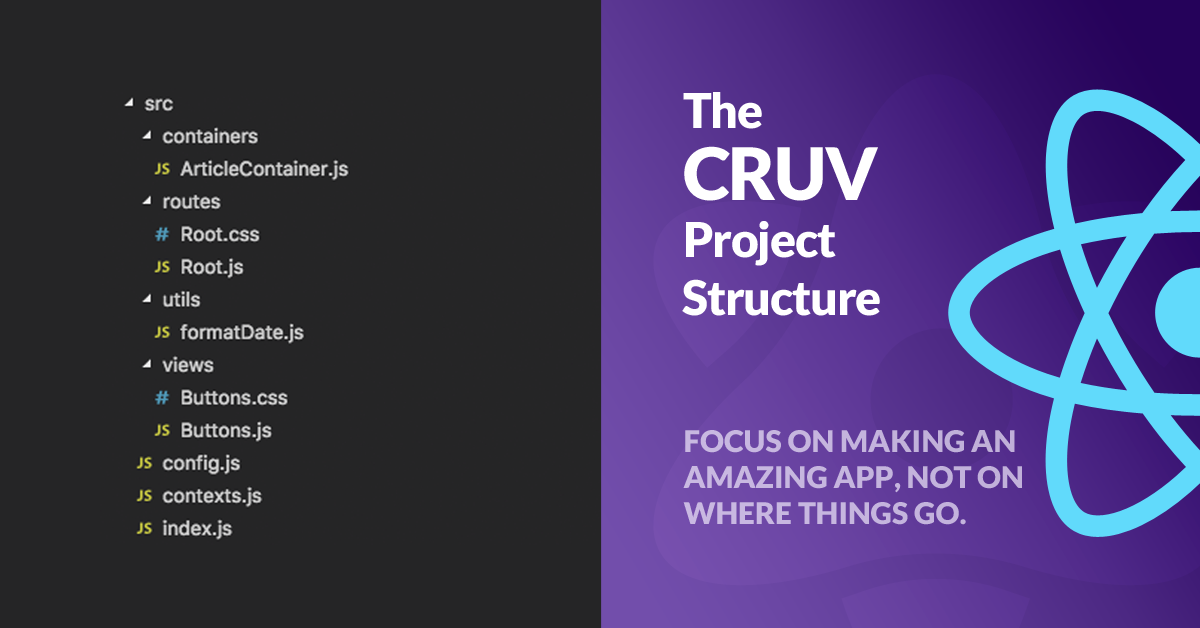 src
containers
JS ArticleContainer.js
routes
# Root.css
JS Root.js
utils
JS formatDate.js
views
# Buttons.css
JS Buttons.js
JS config.js
JS contexts.js
JS index.js
The
CRUV
Project
Structure
FOCUS ON MAKING AN
AMAZING APP, NOT ON
WHERE THINGS GO.